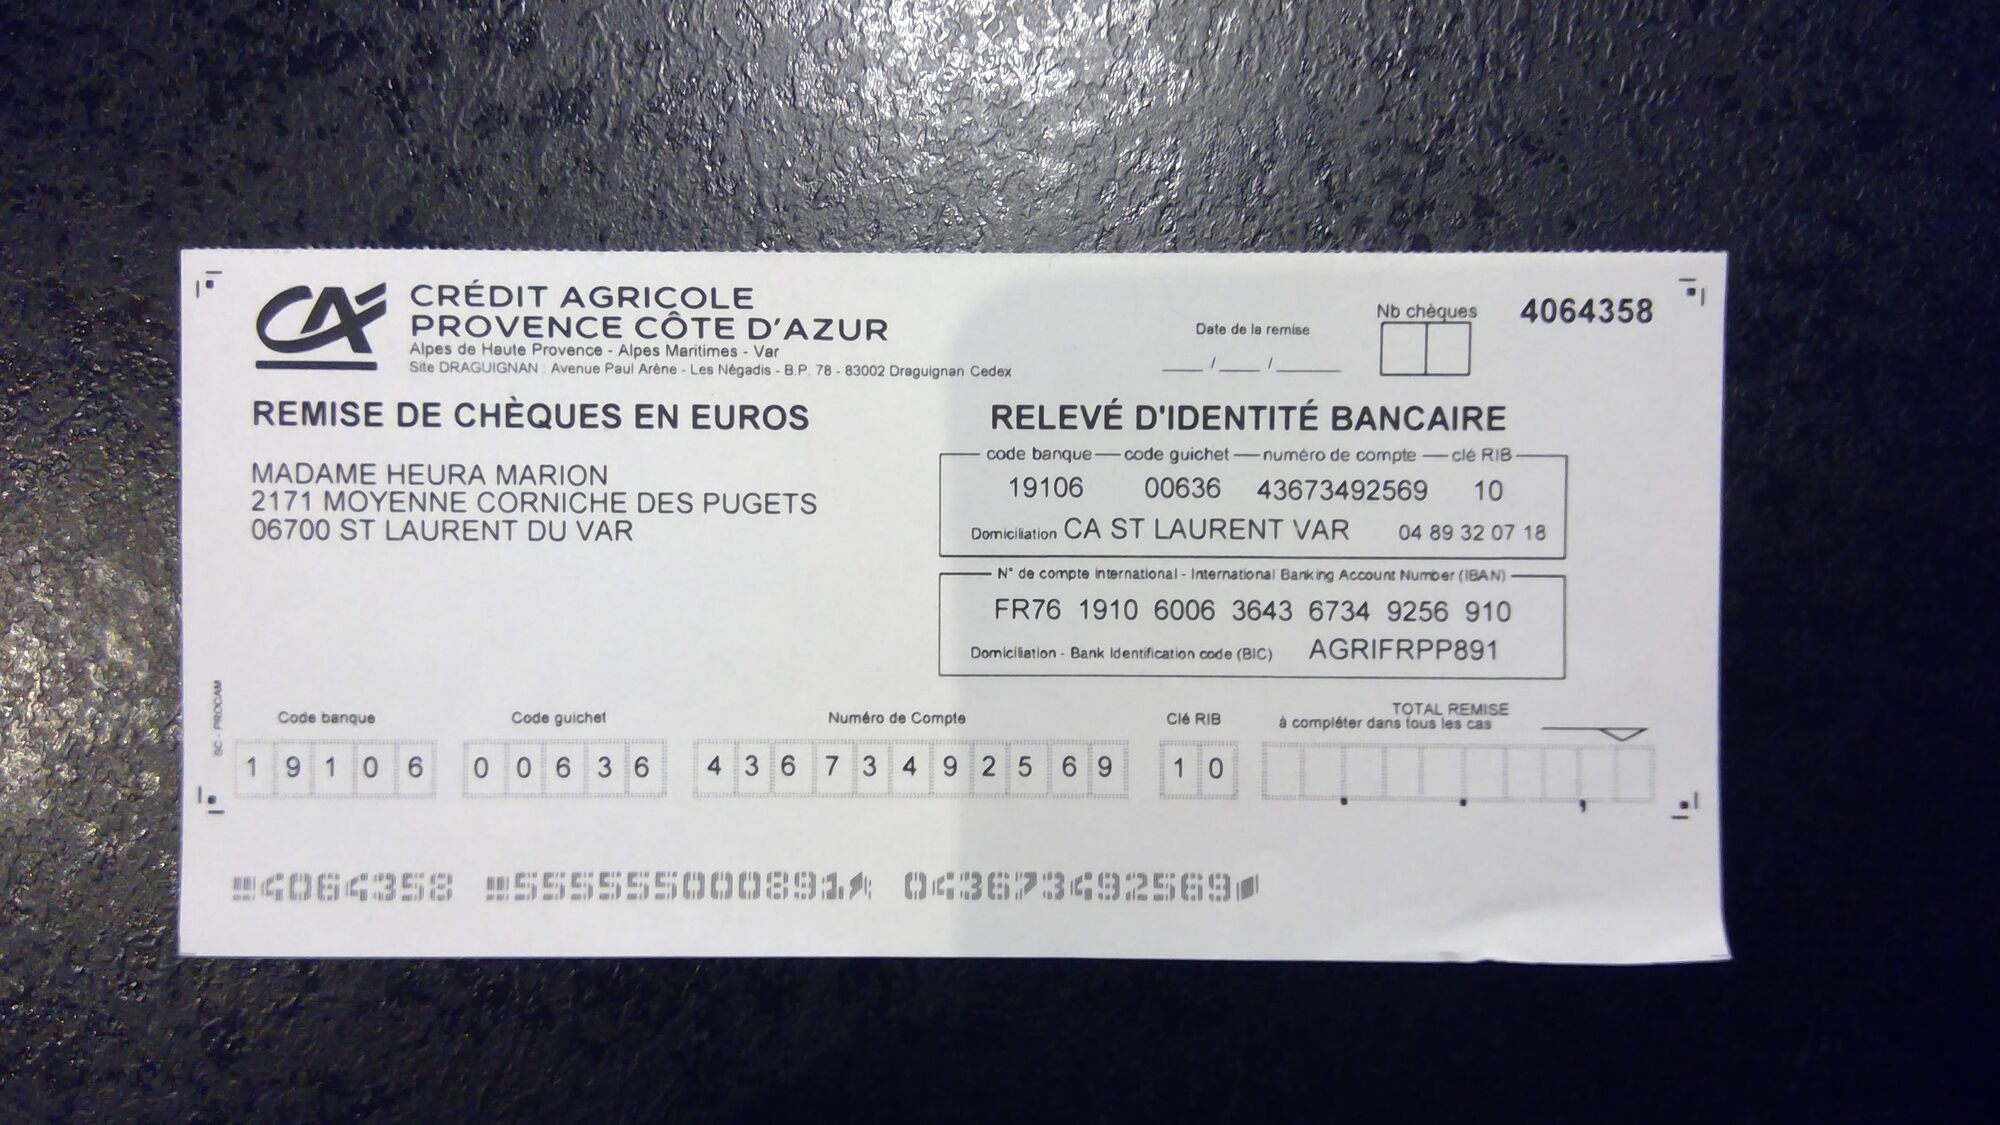 CA
CRÉDIT AGRICOLE
PROVENCE CÔTE D'AZUR
Alpes de Haute Provence - Alpes Maritimes - Var
Site DRAGUIGNAN : Avenue Paul Arène - Les Négadis - B.P. 78 - 83002 Draguignan Cedex
Date de la remise
___ /___ /_____
Nb chèques
4064358
REMISE DE CHÈQUES EN EUROS
MADAME HEURA MARION
2171 MOYENNE CORNICHE DES PUGETS
06700 ST LAURENT DU VAR
RELEVÉ D'IDENTITÉ BANCAIRE
code banque code guichet numéro de compte clé RIB
19106 00636 43673492569 10
Domiciliation CA ST LAURENT VAR 04 89 32 07 18
N° de compte international - International Banking Account Number (IBAN)
FR76 1910 6006 3643 6734 9256 910
Domiciliation - Bank Identification code (BIC) AGRIFRPP891
SC - PROCAM
Code banque Code guichet Numéro de Compte Clé RIB
TOTAL REMISE
à compléter dans tous les cas
1 9 1 0 6 0 0 6 3 6 4 3 6 7 3 4 9 2 5 6 9 1 0
4064358 5555555000891 043673492569